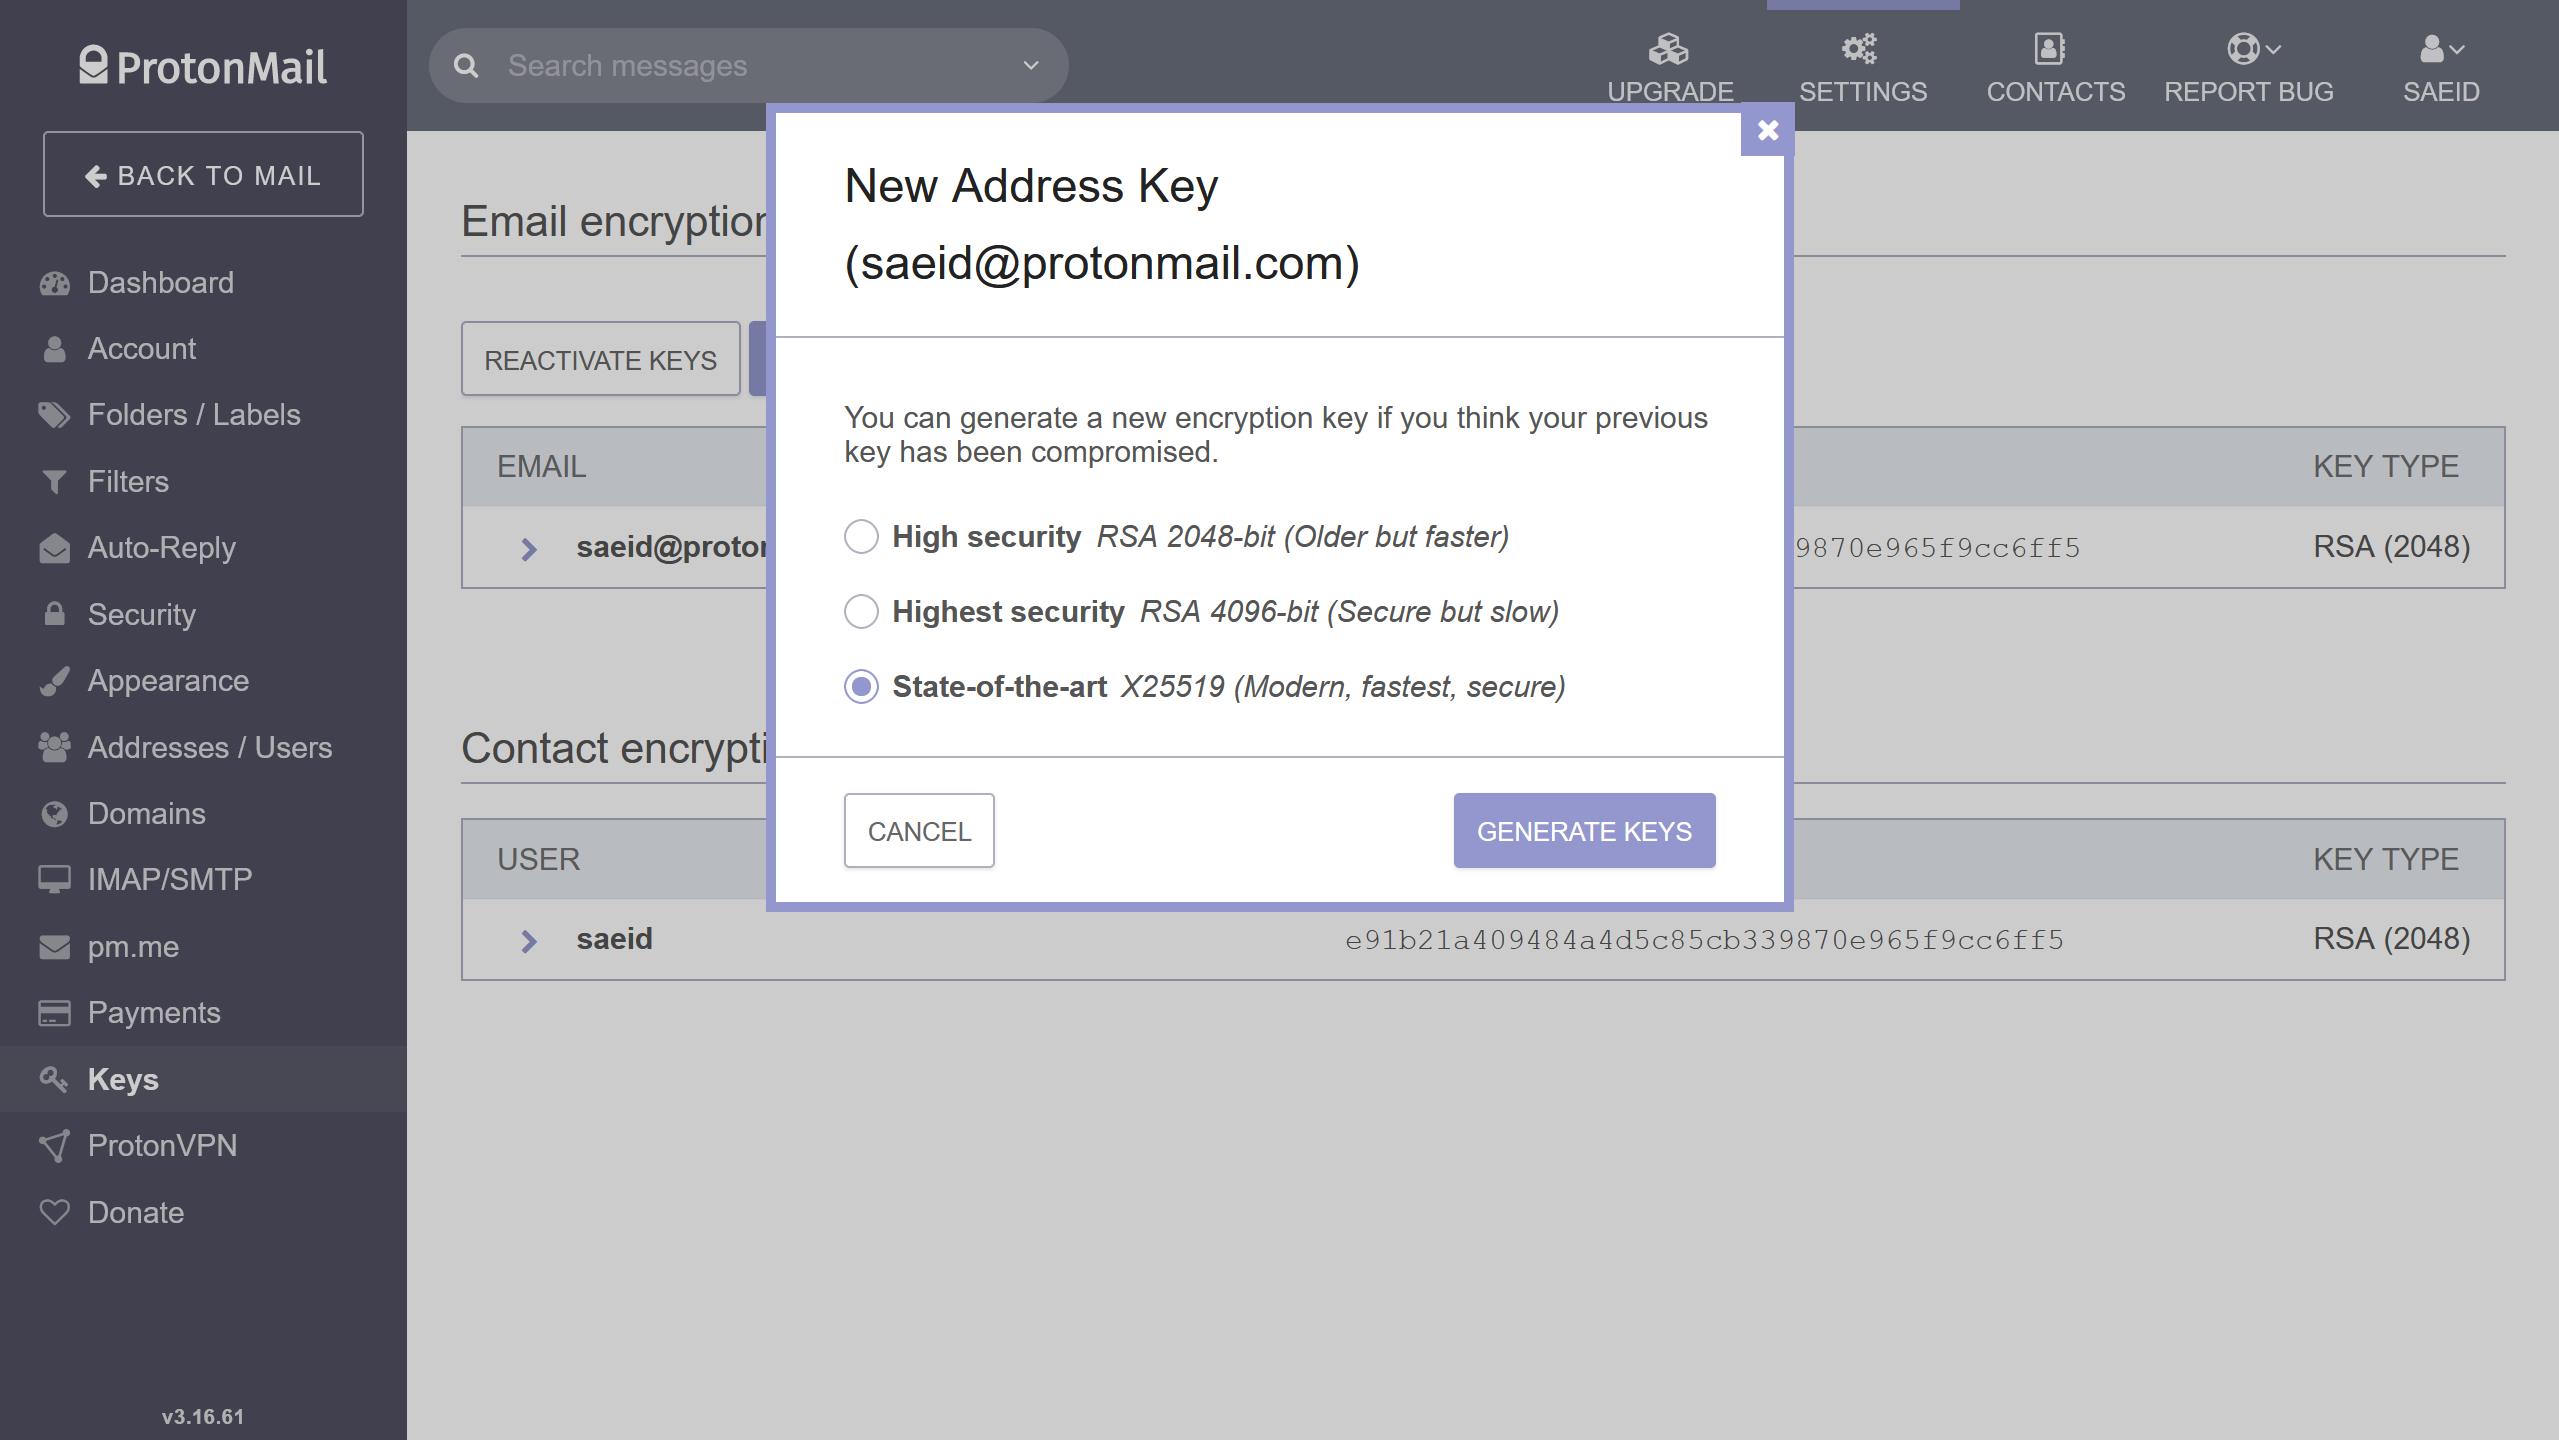 ProtonMail
BACK TO MAIL
Dashboard
Account
Folders / Labels
Filters
Auto-Reply
Security
Appearance
Addresses / Users
Domains
IMAP/SMTP
pm.me
Payments
Keys
ProtonVPN
Donate
v3.16.61
Search messages
UPGRADE
SETTINGS
CONTACTS
REPORT BUG
SAEID
Email encryption
REACTIVATE KEYS
EMAIL
KEY TYPE
saeid@proton
9870e965f9cc6ff5
RSA (2048)
Contact encrypti
USER
KEY TYPE
saeid
e91b21a409484a4d5c85cb339870e965f9cc6ff5
RSA (2048)
New Address Key
(saeid@protonmail.com)
You can generate a new encryption key if you think your previous
key has been compromised.
High security RSA 2048-bit (Older but faster)
Highest security RSA 4096-bit (Secure but slow)
State-of-the-art X25519 (Modern, fastest, secure)
CANCEL
GENERATE KEYS